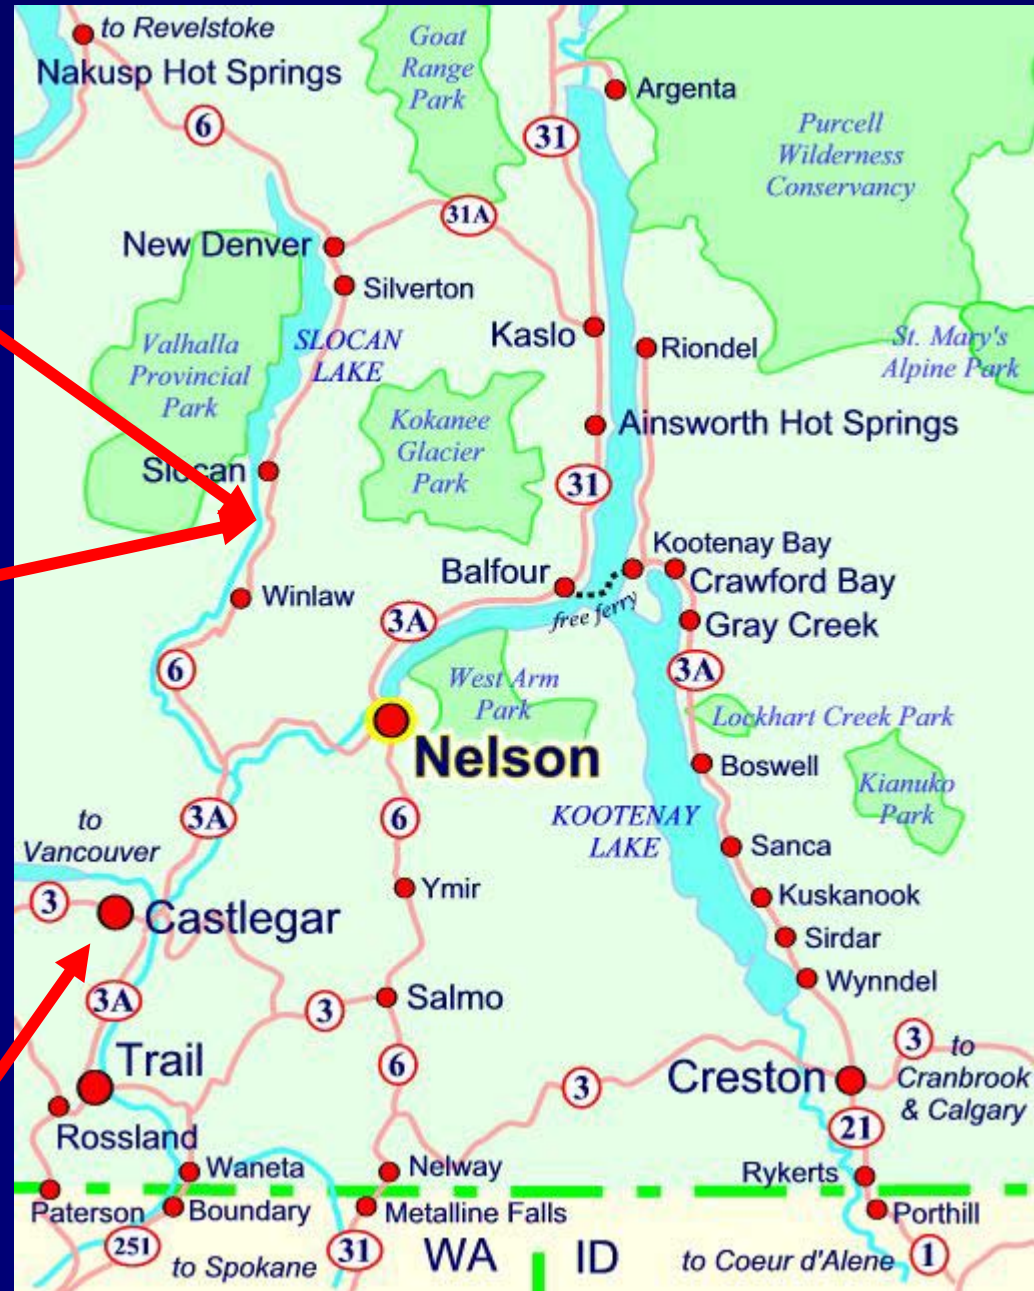 to Revelstoke
Nakusp Hot Springs
Goat
Range
Park
Argenta
6
31
Purcell
Wilderness
Conservancy
31A
New Denver
Silverton
Valhalla
Provincial
Park
SLOCAN
LAKE
Kaslo
Riondel
St. Mary's
Alpine Park
Kokanee
Glacier
Park
Ainsworth Hot Springs
Slocan
31
Kootenay Bay
Balfour
Crawford Bay
Winlaw
free ferry
3A
Gray Creek
6
West Arm
Park
3A
Lockhart Creek Park
Nelson
Boswell
Kianuko
Park
to
Vancouver
3A
6
KOOTENAY
LAKE
Sanca
Ymir
3
Castlegar
Kuskanook
Sirdar
Wynndel
3A
3
Salmo
3
to
Cranbrook
& Calgary
Trail
6
3
Creston
21
Rossland
Waneta
Nelway
Rykerts
Paterson
Boundary
Metalline Falls
Porthill
251
to Spokane
31
WA
ID
to Coeur d'Alene
1